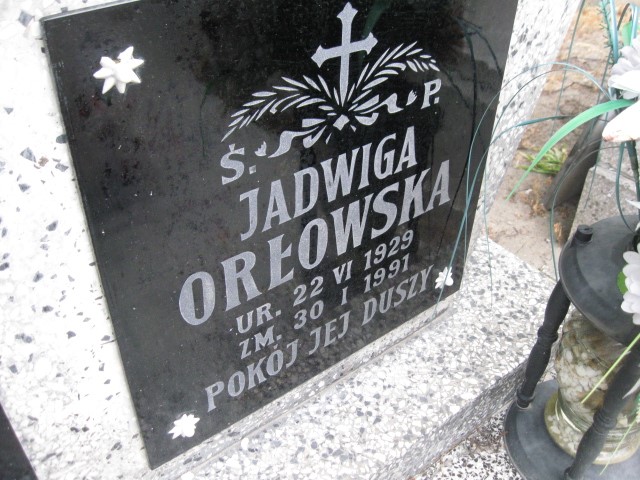 Ś. P.
JADWIGA
ORŁOWSKA
UR. 22 VI 1929
ZM. 30 I 1991
POKÓJ JEJ DUSZY